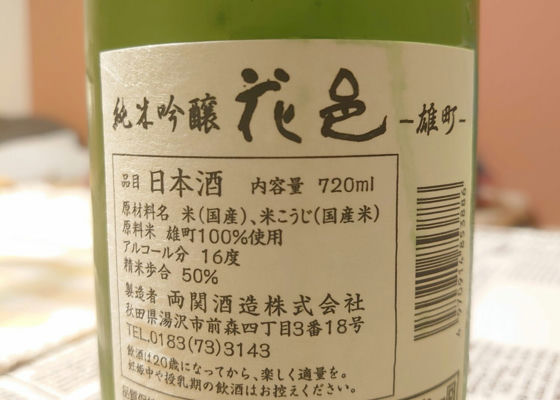 純米吟醸 花邑 -雄町-
品目 日本酒 内容量 720ml
原材料名 米(国産)、米こうじ(国産米)
原料米 雄町100%使用
アルコール分 16度
精米歩合 50%
製造者 両関酒造株式会社
秋田県湯沢市前森四丁目3番18号
TEL.0183(73)3143
飲酒は20歳になってから、楽しく適量を。
妊娠中や授乳期の飲酒はお控えください。